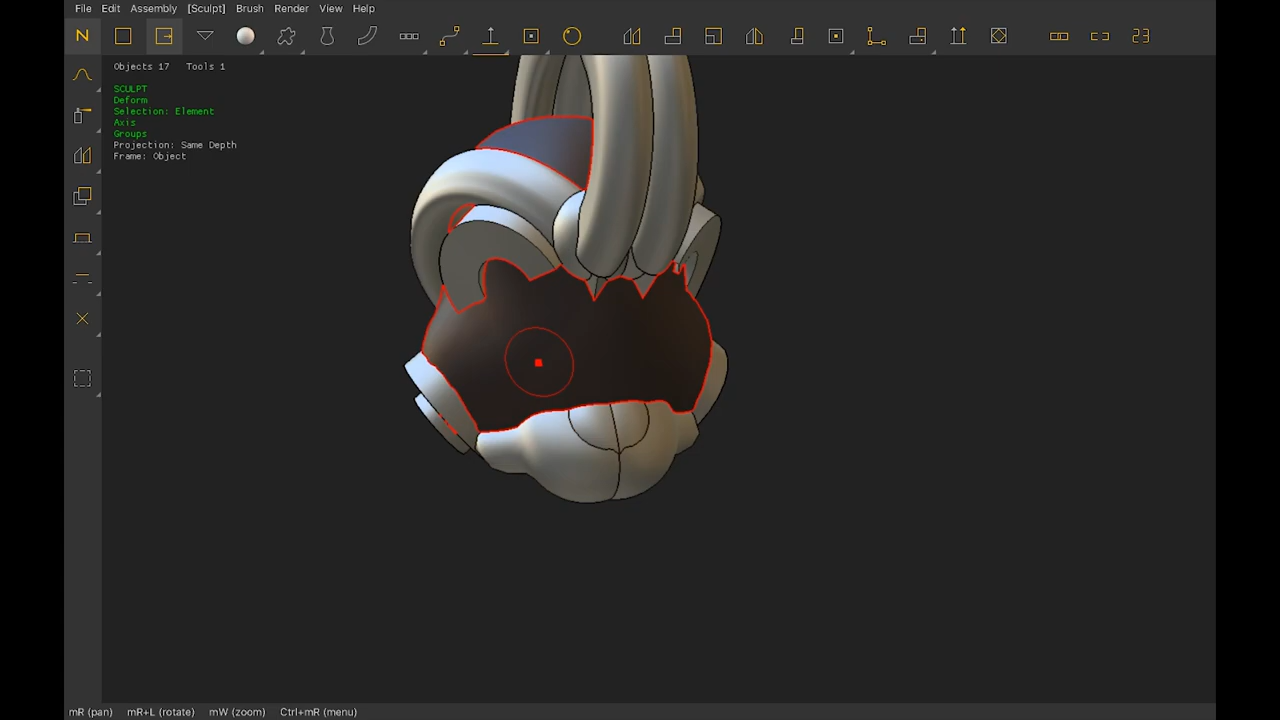 File Edit Assembly [Sculpt] Brush Render View Help
N
23
Objects 17 Tools 1
SCULPT
Deform
Selection: Element
Axis
Groups
Projection: Same Depth
Frame: Object
mR (pan) mR+L (rotate) mW (zoom) Ctrl+mR (menu)